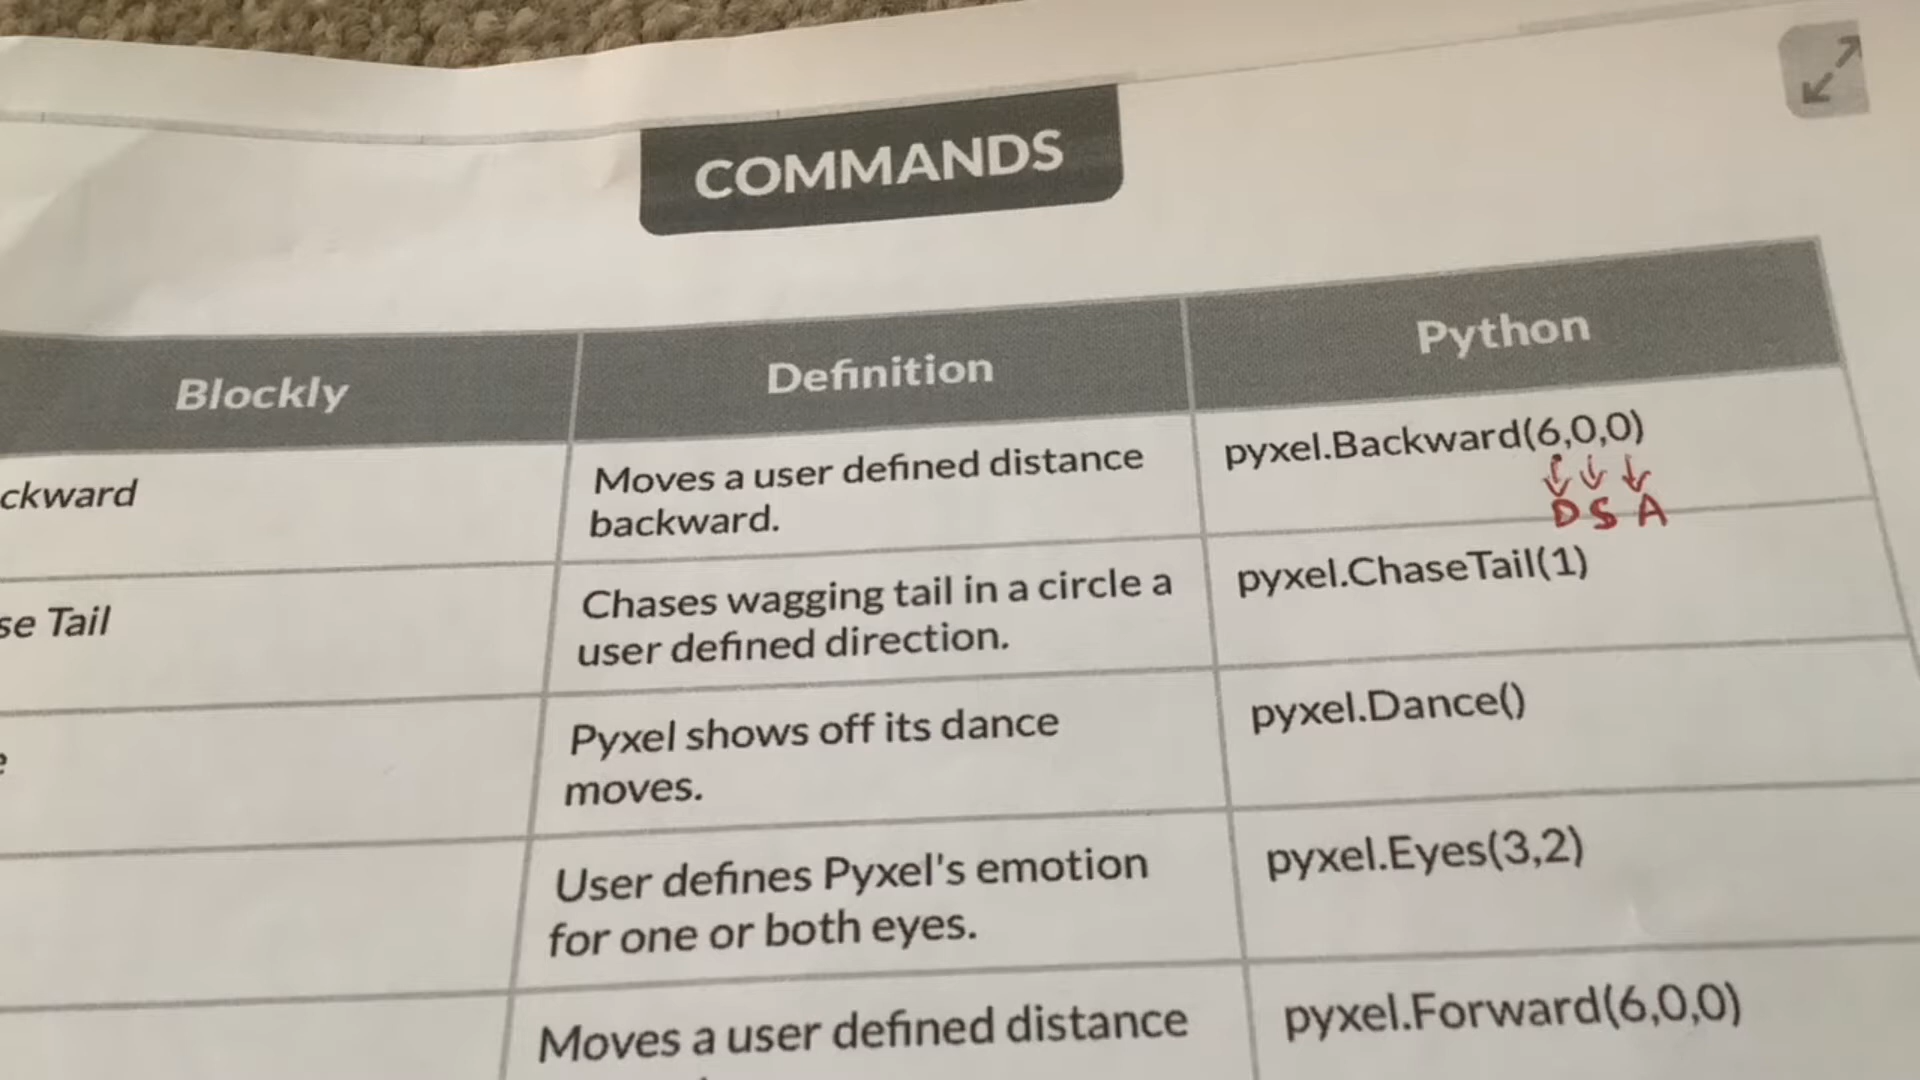 COMMANDS
Blockly
Definition
Python
ckward
Moves a user defined distance
backward.
pyxel.Backward(6,0,0)
D S A
se Tail
Chases wagging tail in a circle a
user defined direction.
pyxel.ChaseTail(1)
Pyxel shows off its dance
moves.
pyxel.Dance()
User defines Pyxel's emotion
for one or both eyes.
pyxel.Eyes(3,2)
Moves a user defined distance
pyxel.Forward(6,0,0)